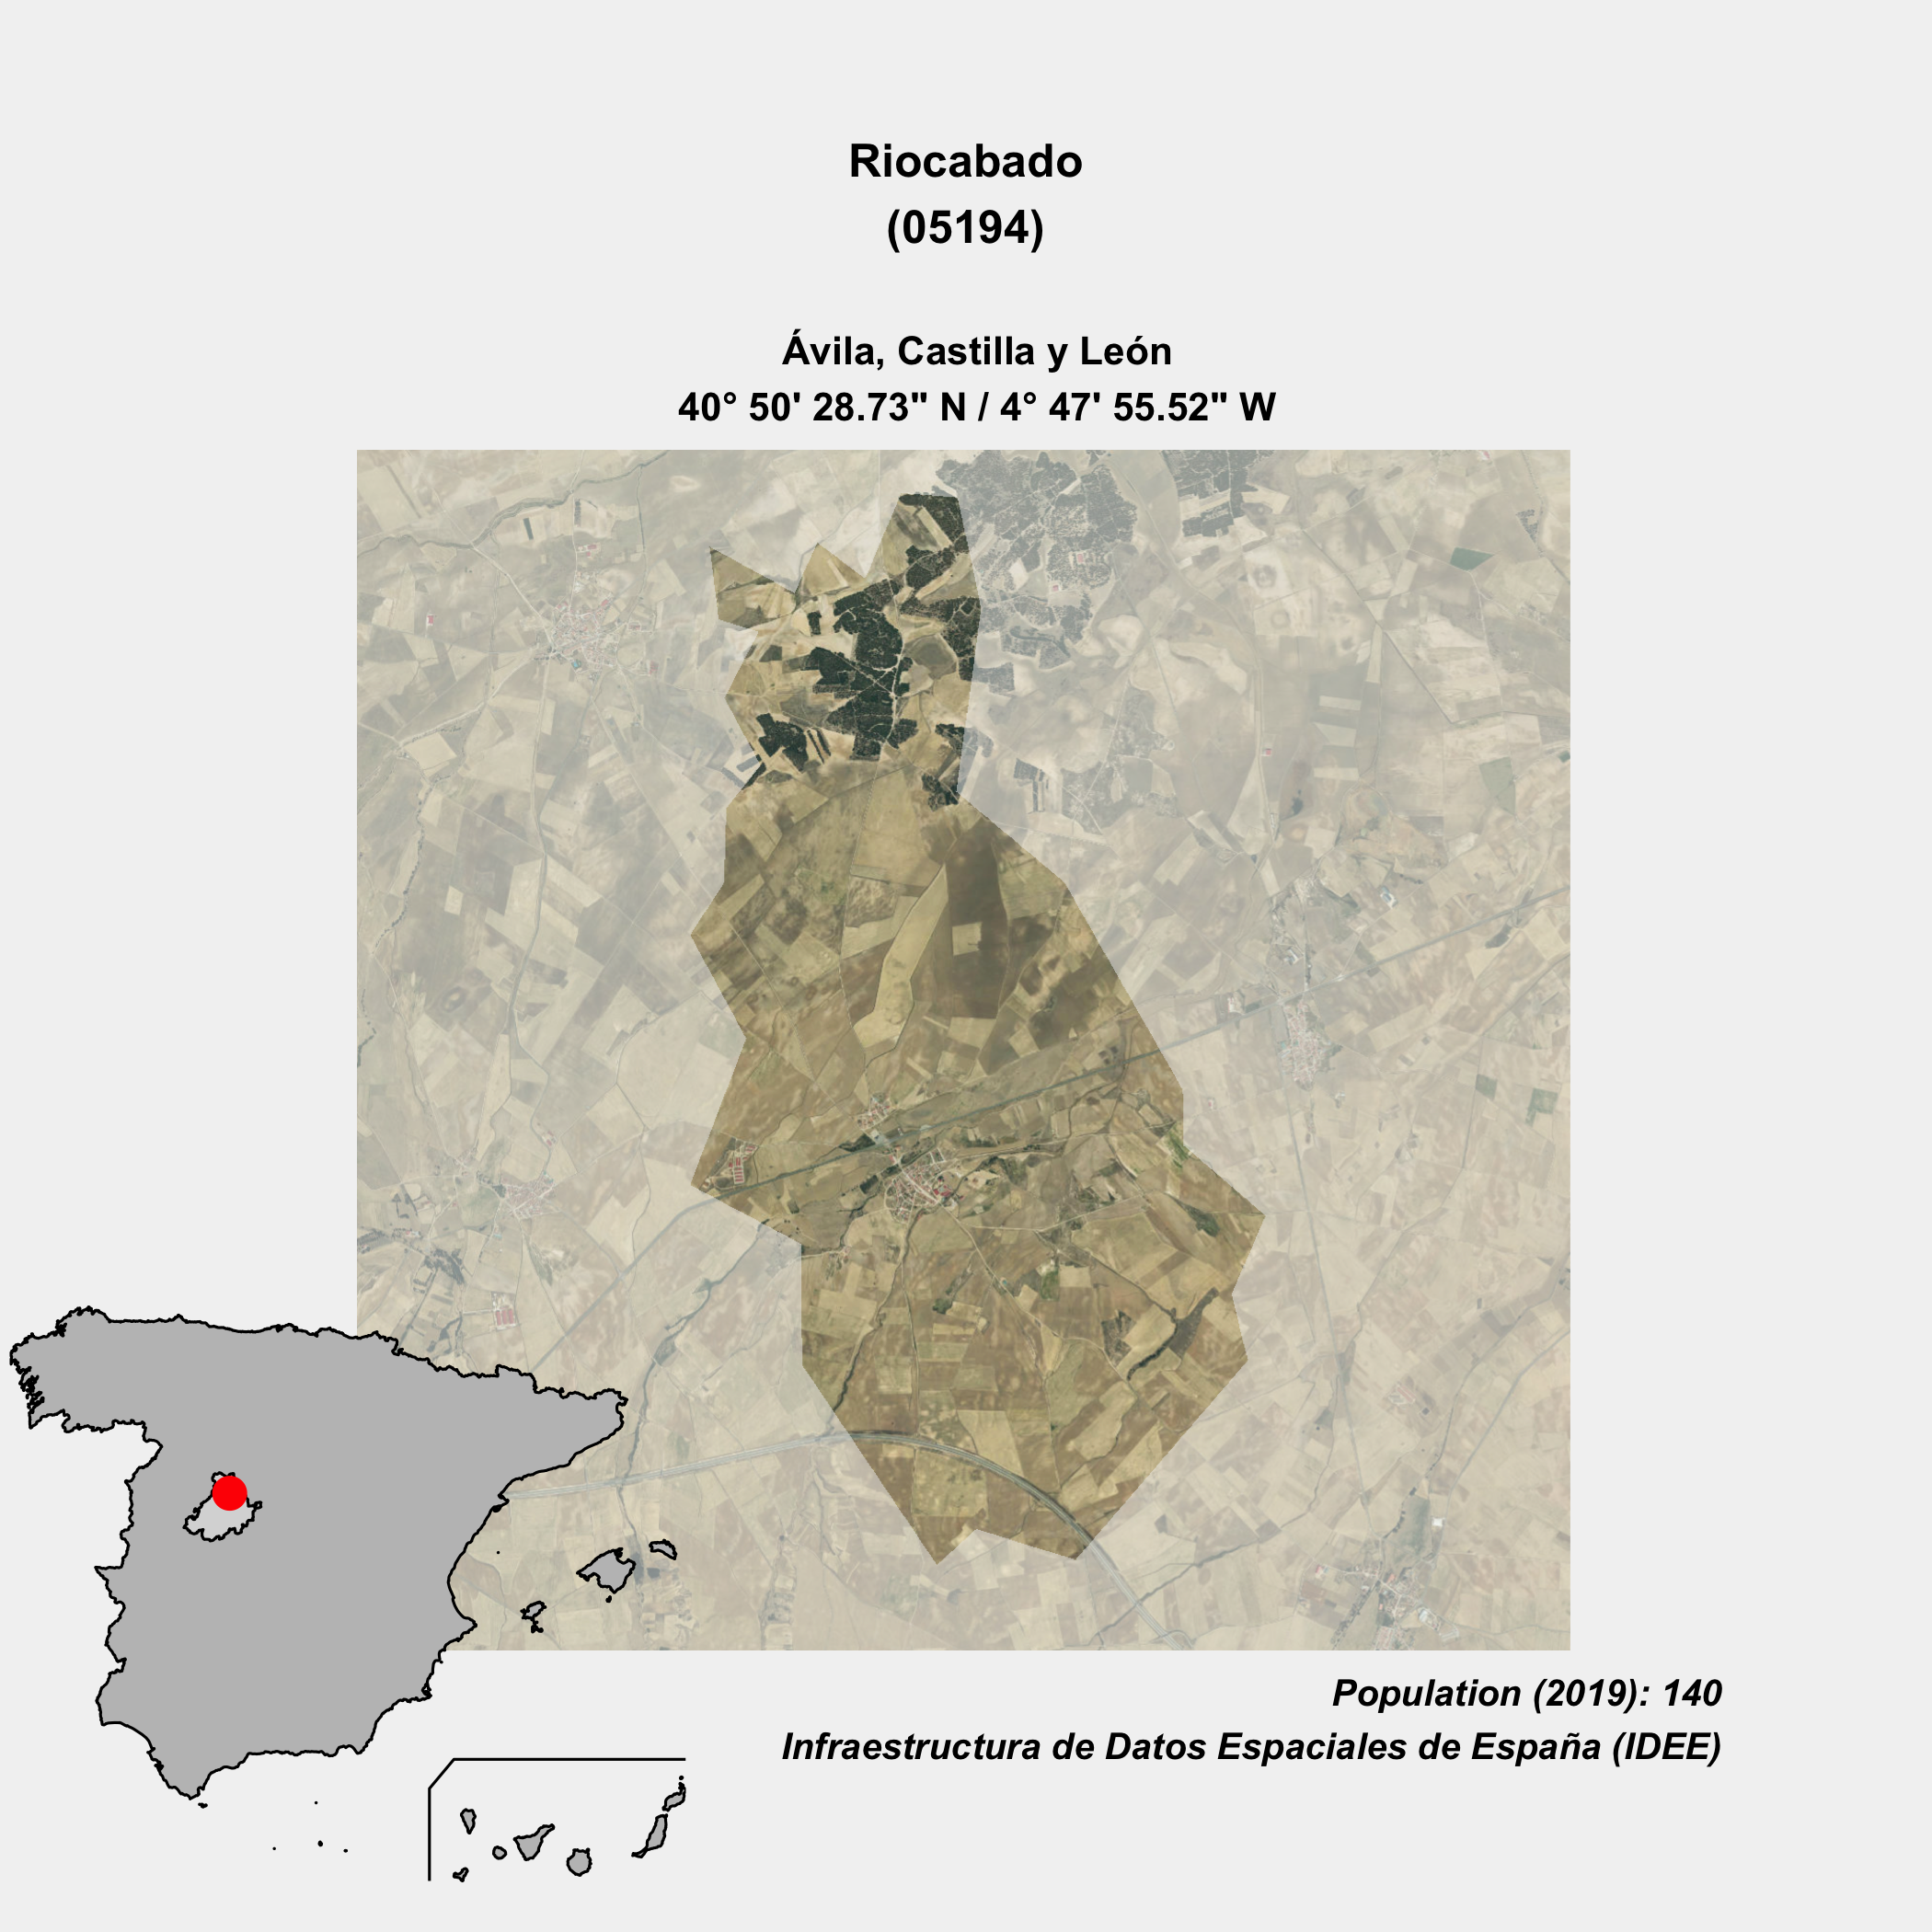 Riocabado
(05194)
Ávila, Castilla y León
40° 50' 28.73" N / 4° 47' 55.52" W
Population (2019): 140
Infraestructura de Datos Espaciales de España (IDEE)